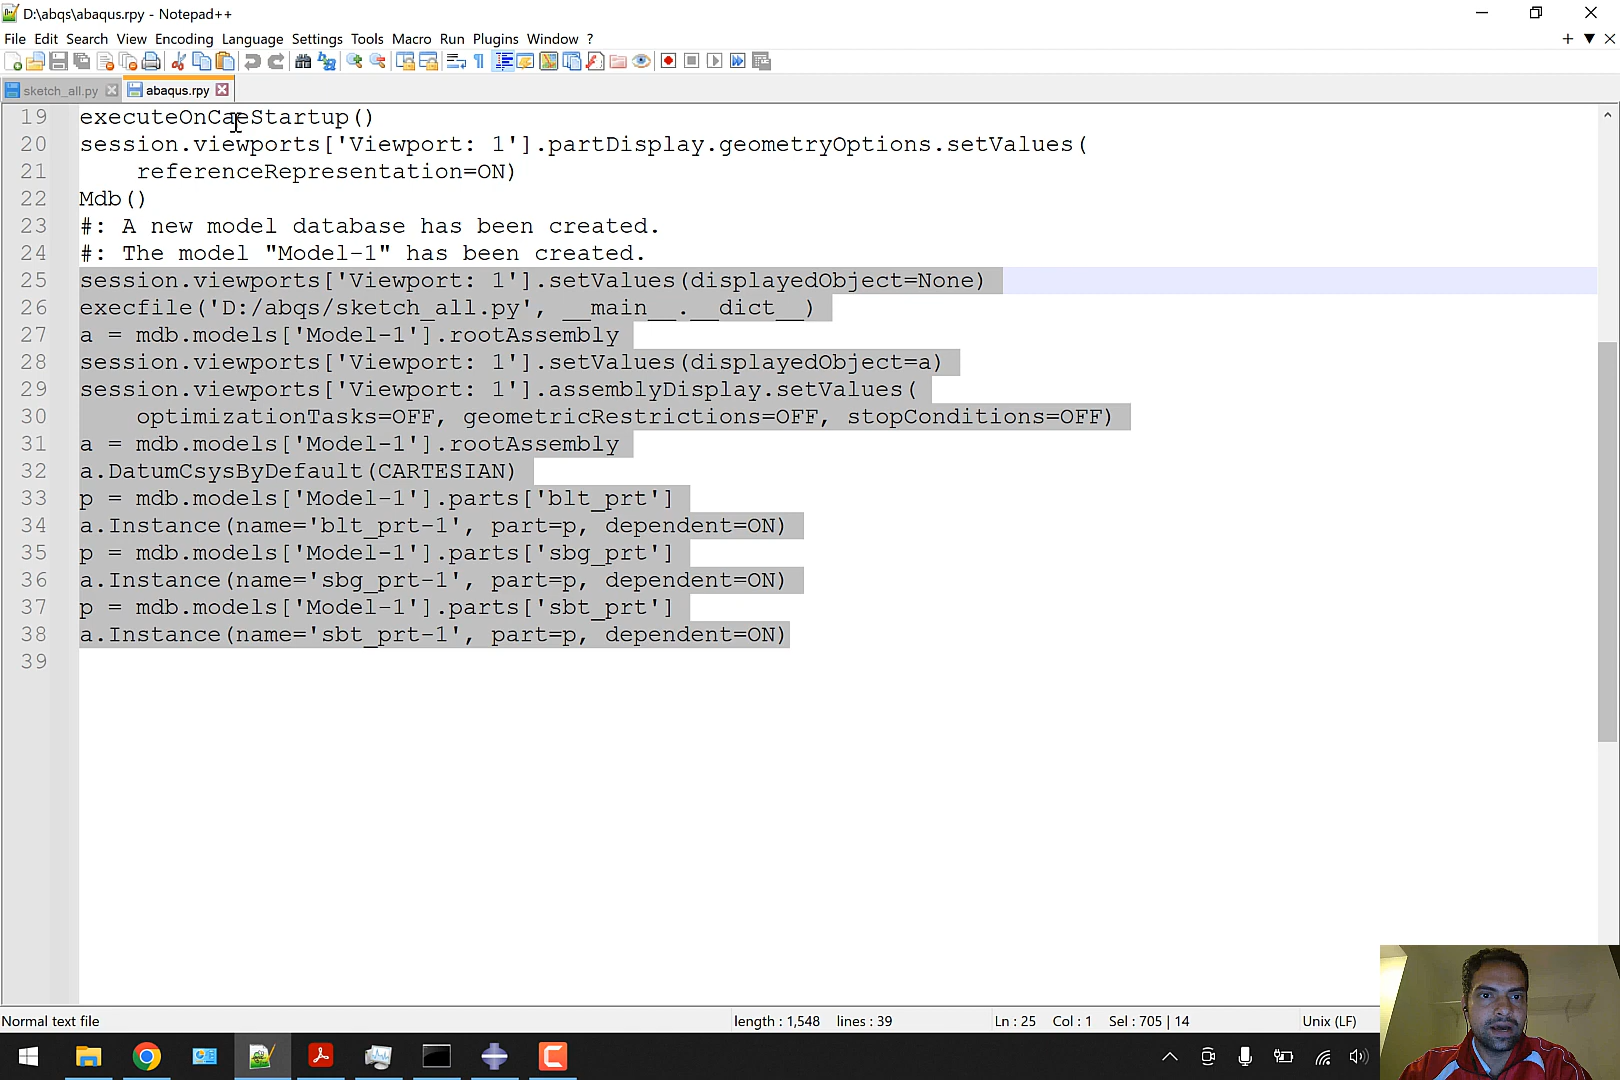 D:\abqs\abaqus.rpy - Notepad++
File Edit Search View Encoding Language Settings Tools Macro Run Plugins Window ?
sketch_all.py abaqus.rpy
19 executeOnCaeStartup()
20 session.viewports['Viewport: 1'].partDisplay.geometryOptions.setValues(
21 referenceRepresentation=ON)
22 Mdb()
23 #: A new model database has been created.
24 #: The model "Model-1" has been created.
25 session.viewports['Viewport: 1'].setValues(displayedObject=None)
26 execfile('D:/abqs/sketch_all.py', __main__.__dict__)
27 a = mdb.models['Model-1'].rootAssembly
28 session.viewports['Viewport: 1'].setValues(displayedObject=a)
29 session.viewports['Viewport: 1'].assemblyDisplay.setValues(
30 optimizationTasks=OFF, geometricRestrictions=OFF, stopConditions=OFF)
31 a = mdb.models['Model-1'].rootAssembly
32 a.DatumCsysByDefault(CARTESIAN)
33 p = mdb.models['Model-1'].parts['blt_prt']
34 a.Instance(name='blt_prt-1', part=p, dependent=ON)
35 p = mdb.models['Model-1'].parts['sbg_prt']
36 a.Instance(name='sbg_prt-1', part=p, dependent=ON)
37 p = mdb.models['Model-1'].parts['sbt_prt']
38 a.Instance(name='sbt_prt-1', part=p, dependent=ON)
39
Normal text file length : 1,548 lines : 39 Ln : 25 Col : 1 Sel : 705 | 14 Unix (LF)